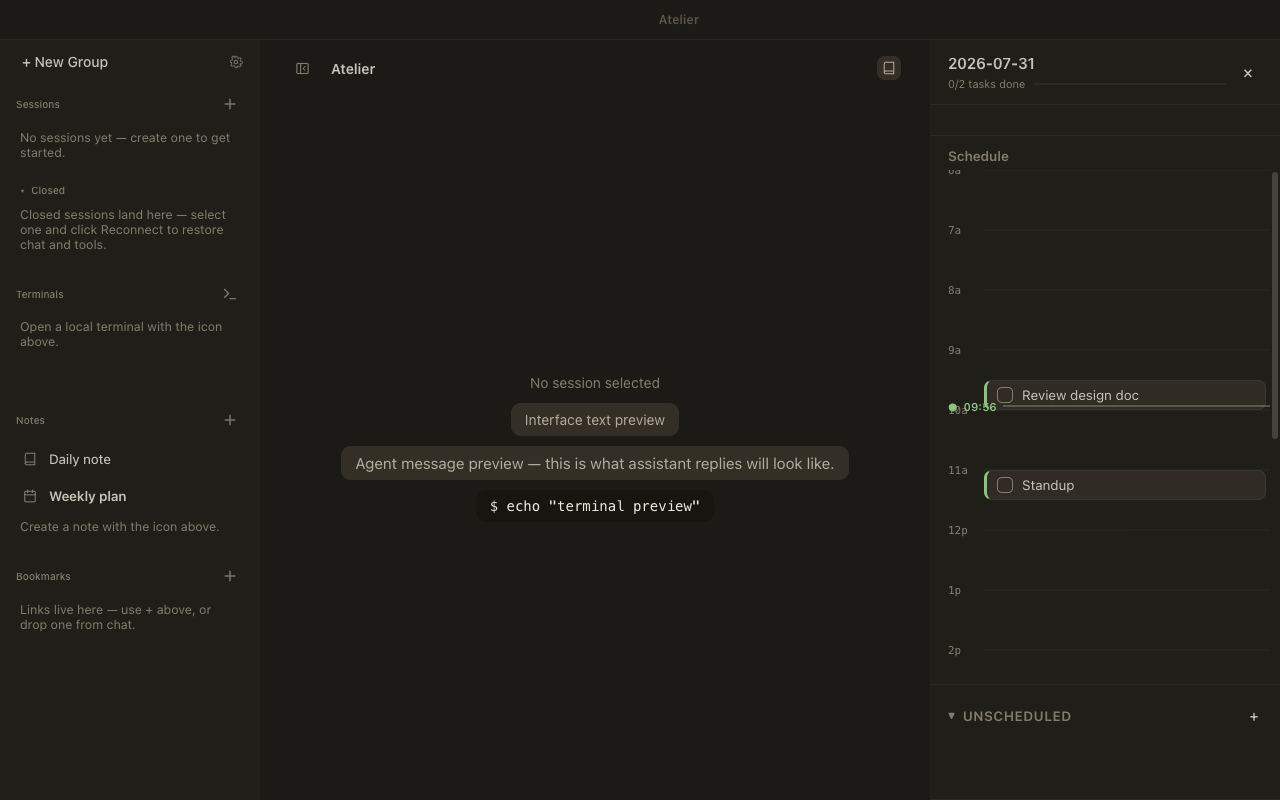 Atelier
+ New Group
Sessions
No sessions yet — create one to get
started.
Closed
Closed sessions land here — select
one and click Reconnect to restore
chat and tools.
Terminals
Open a local terminal with the icon
above.
Notes
Daily note
Weekly plan
Create a note with the icon above.
Bookmarks
Links live here — use + above, or
drop one from chat.
Atelier
No session selected
Interface text preview
Agent message preview — this is what assistant replies will look like.
$ echo "terminal preview"
2026-07-31
0/2 tasks done
Schedule
6a
7a
8a
9a
Review design doc
09:56
10a
11a
Standup
12p
1p
2p
UNSCHEDULED